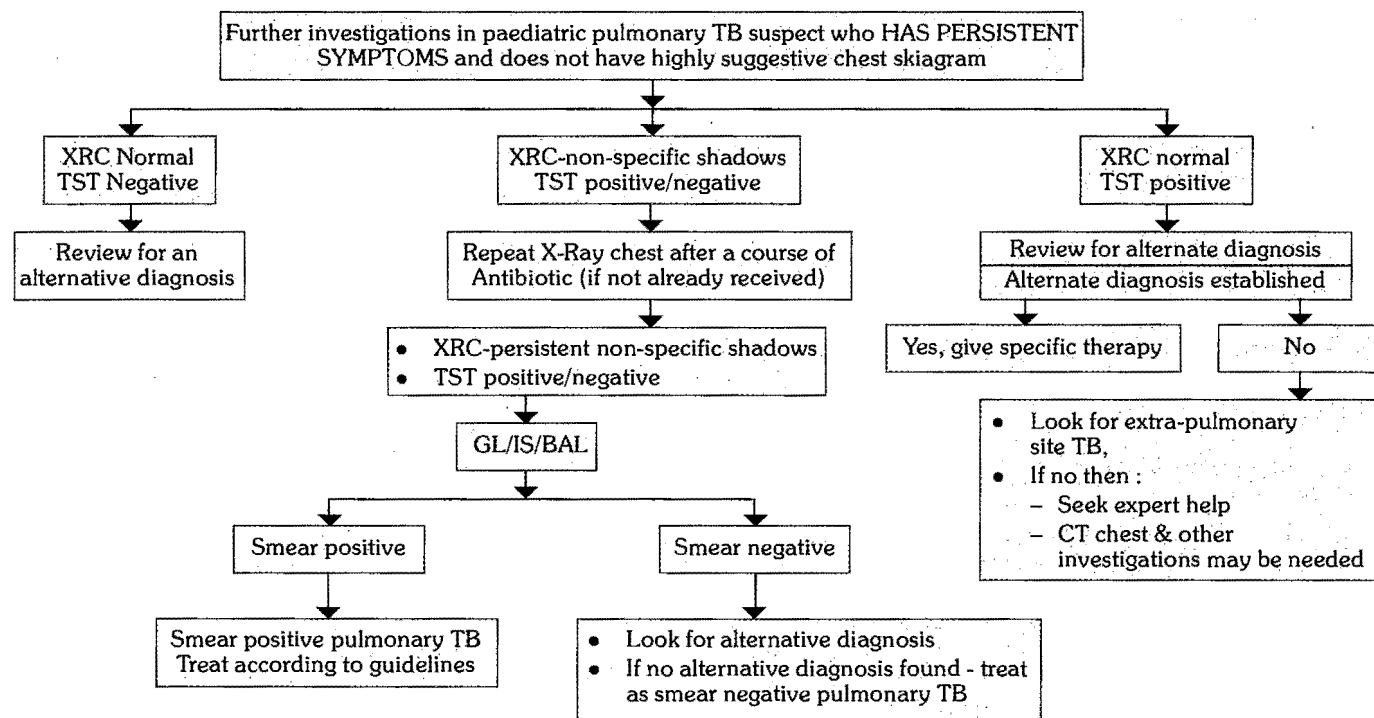 Further investigations in paediatric pulmonary TB suspect who HAS PERSISTENT
SYMPTOMS and does not have highly suggestive chest skiagram
XRC Normal
TST Negative
XRC-non-specific shadows
TST positive/negative
XRC normal
TST positive
Review for an
alternative diagnosis
Repeat X-Ray chest after a course of
Antibiotic (if not already received)
Review for alternate diagnosis
Alternate diagnosis established
• XRC-persistent non-specific shadows
• TST positive/negative
Yes, give specific therapy
No
GL/IS/BAL
• Look for extra-pulmonary
site TB,
• If no then :
– Seek expert help
– CT chest & other
investigations may be needed
Smear positive
Smear negative
Smear positive pulmonary TB
Treat according to guidelines
• Look for alternative diagnosis
• If no alternative diagnosis found - treat
as smear negative pulmonary TB